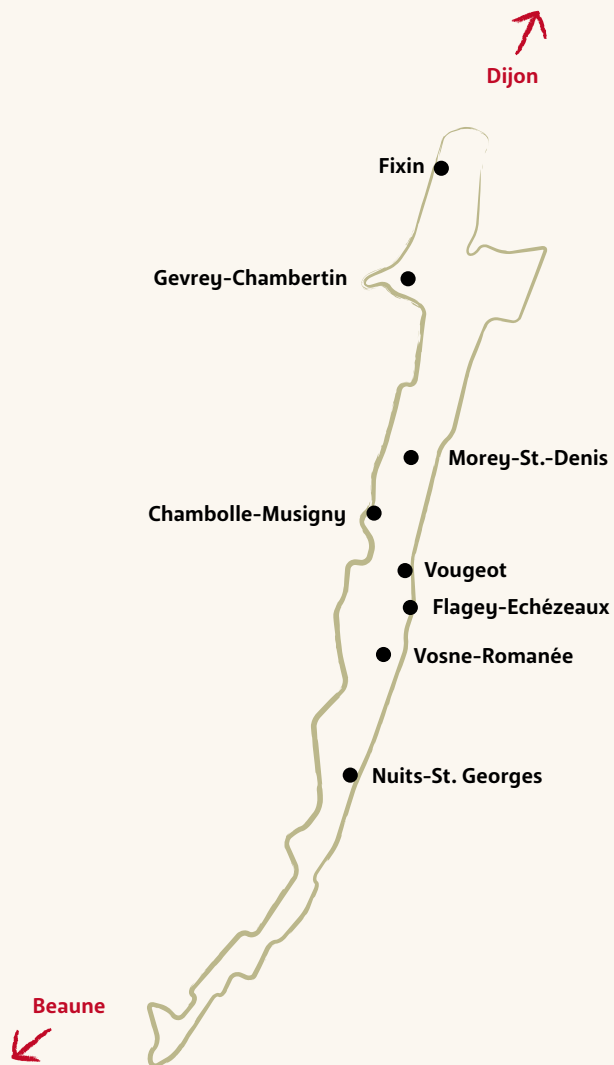 Dijon
Fixin
Gevrey-Chambertin
Morey-St.-Denis
Chambolle-Musigny
Vougeot
Flagey-Echézeaux
Vosne-Romanée
Nuits-St. Georges
Beaune